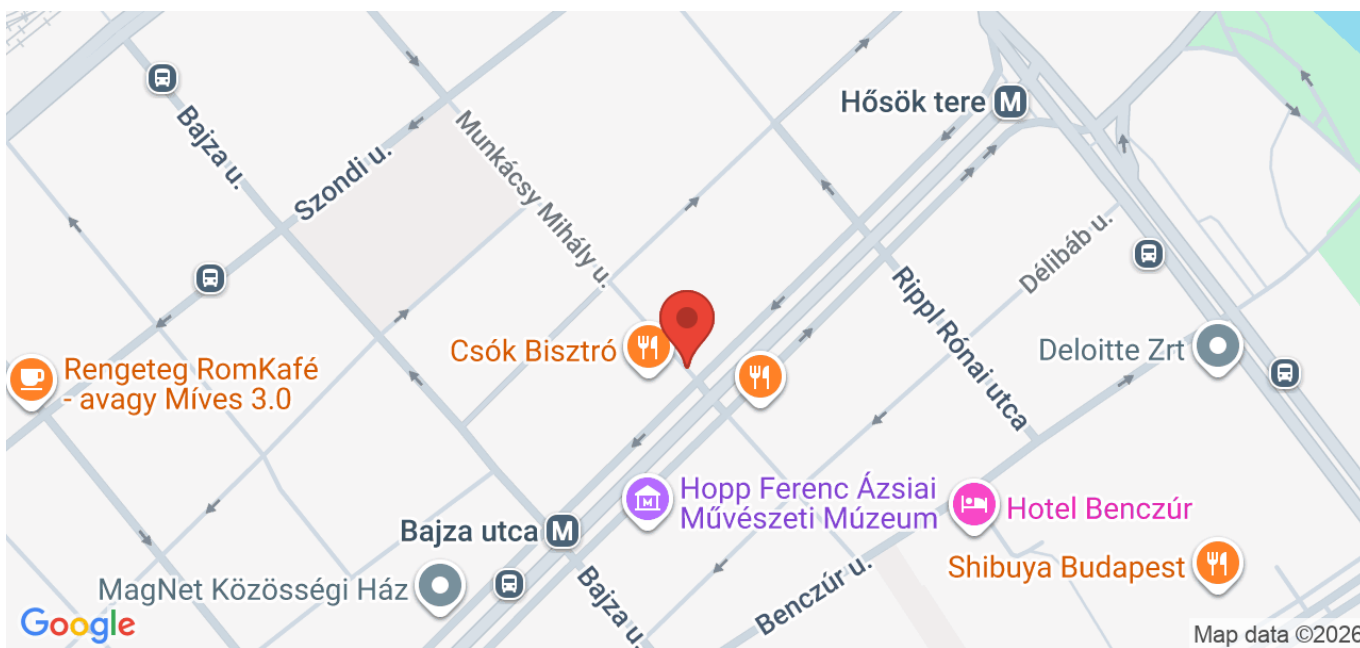 Hősök tere M
Bajza u.
Munkácsy Mihály u.
Szondi u.
Délibáb u.
Rippl Rónai utca
Csók Bisztró
Deloitte Zrt
Rengeteg RomKafé
- avagy Míves 3.0
Hopp Ferenc Ázsiai
Művészeti Múzeum
Hotel Benczúr
Bajza utca M
Shibuya Budapest
MagNet Közösségi Ház
Bajza u.
Benczúr u.
Google
Map data ©2026